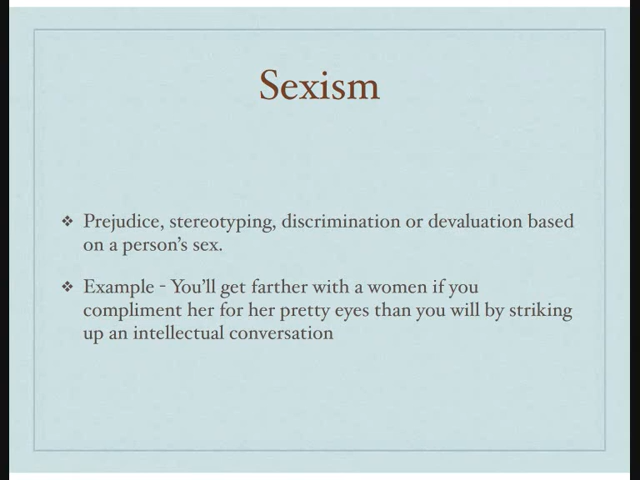 Sexism
❖ Prejudice, stereotyping, discrimination or devaluation based
on a person's sex.
❖ Example - You'll get farther with a women if you
compliment her for her pretty eyes than you will by striking
up an intellectual conversation